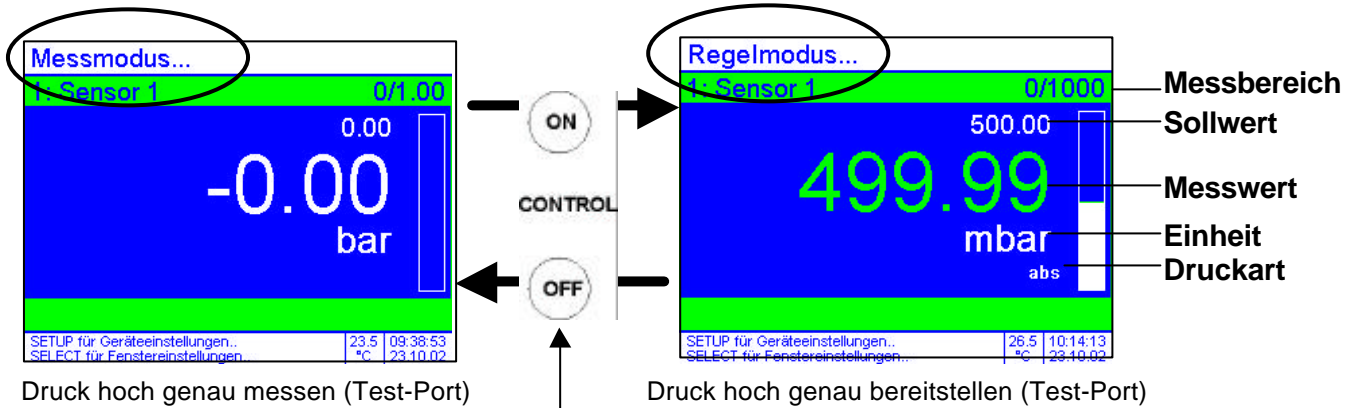 Messmodus...
1: Sensor 1 0/1.00
0.00
-0.00
bar
SETUP für Geräteeinstellungen.. 23.5 09:38:53
SELECT für Fenstereinstellungen.. °C 23.10.02
Druck hoch genau messen (Test-Port)
ON
CONTROL
OFF
Regelmodus...
1: Sensor 1 0/1000
500.00
499.99
mbar
abs
SETUP für Geräteeinstellungen.. 26.5 10:14:13
SELECT für Fenstereinstellungen.. °C 23.10.02
Druck hoch genau bereitstellen (Test-Port)
Messbereich
Sollwert
Messwert
Einheit
Druckart